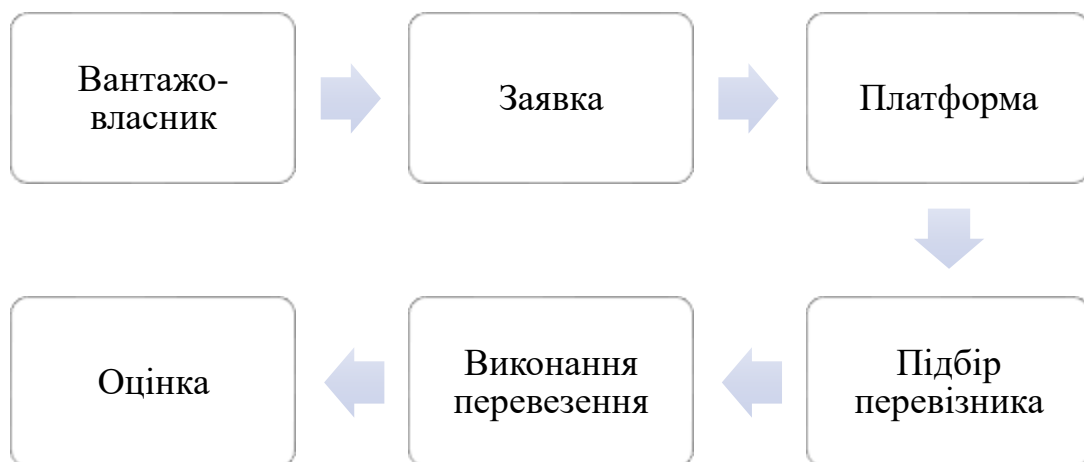 Вантажо-
власник
Заявка
Платформа
Підбір
перевізника
Виконання
перевезення
Оцінка